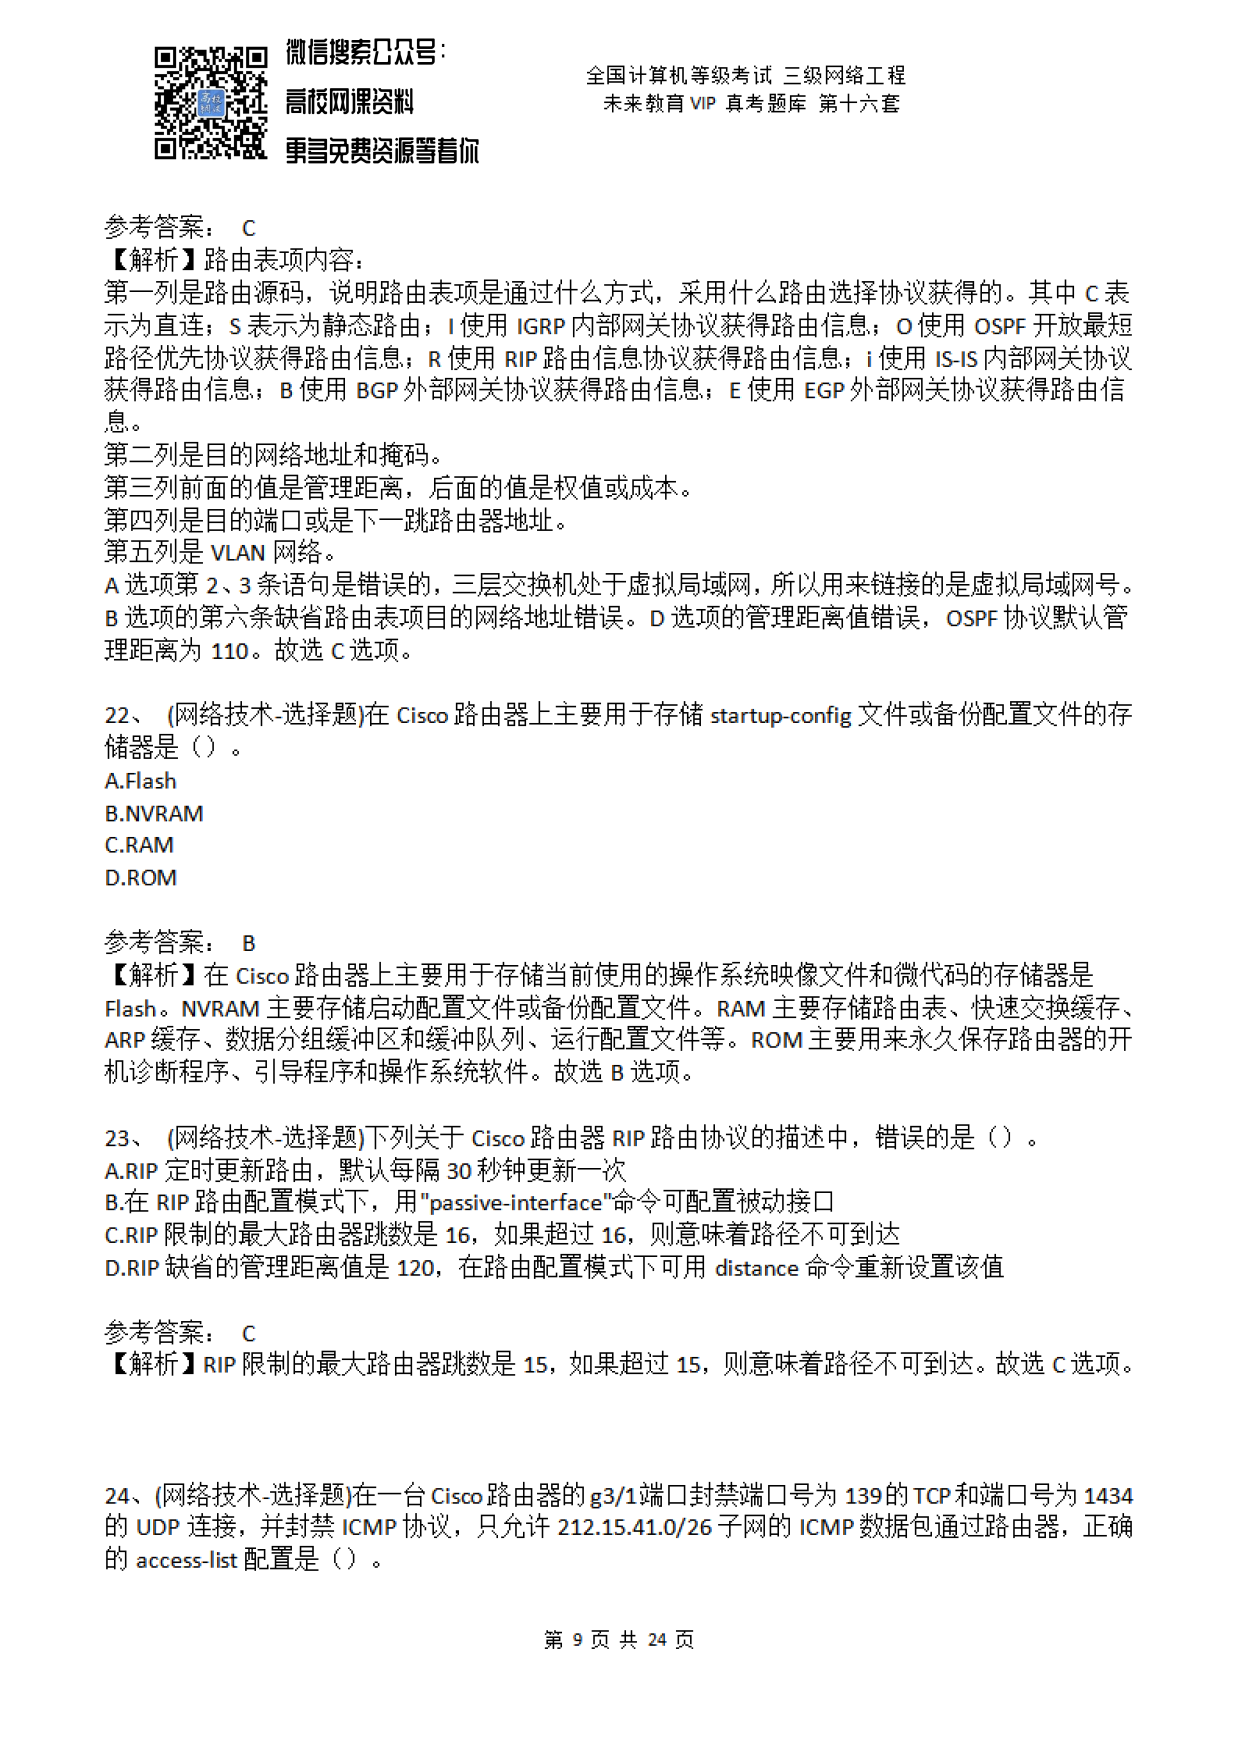 微信搜索公众号：
高校网课资料
更多免费资源等着你
全国计算机等级考试 三级网络工程
未来教育 VIP 真考题库 第十六套
参考答案： C
【解析】路由表项内容：
第一列是路由源码，说明路由表项是通过什么方式，采用什么路由选择协议获得的。其中 C 表
示为直连；S 表示为静态路由；I 使用 IGRP 内部网关协议获得路由信息；O 使用 OSPF 开放最短
路径优先协议获得路由信息；R 使用 RIP 路由信息协议获得路由信息；i 使用 IS-IS 内部网关协议
获得路由信息；B 使用 BGP 外部网关协议获得路由信息；E 使用 EGP 外部网关协议获得路由信
息。
第二列是目的网络地址和掩码。
第三列前面的值是管理距离，后面的值是权值或成本。
第四列是目的端口或是下一跳路由器地址。
第五列是 VLAN 网络。
A 选项第 2、3 条语句是错误的，三层交换机处于虚拟局域网，所以用来链接的是虚拟局域网号。
B 选项的第六条缺省路由表项目的网络地址错误。D 选项的管理距离值错误，OSPF 协议默认管
理距离为 110。故选 C 选项。
22、 (网络技术-选择题)在 Cisco 路由器上主要用于存储 startup-config 文件或备份配置文件的存
储器是（）。
A.Flash
B.NVRAM
C.RAM
D.ROM
参考答案： B
【解析】在 Cisco 路由器上主要用于存储当前使用的操作系统映像文件和微代码的存储器是
Flash。NVRAM 主要存储启动配置文件或备份配置文件。RAM 主要存储路由表、快速交换缓存、
ARP 缓存、数据分组缓冲区和缓冲队列、运行配置文件等。ROM 主要用来永久保存路由器的开
机诊断程序、引导程序和操作系统软件。故选 B 选项。
23、 (网络技术-选择题)下列关于 Cisco 路由器 RIP 路由协议的描述中，错误的是（）。
A.RIP 定时更新路由，默认每隔 30 秒钟更新一次
B.在 RIP 路由配置模式下，用"passive-interface"命令可配置被动接口
C.RIP 限制的最大路由器跳数是 16，如果超过 16，则意味着路径不可到达
D.RIP 缺省的管理距离值是 120，在路由配置模式下可用 distance 命令重新设置该值
参考答案： C
【解析】RIP 限制的最大路由器跳数是 15，如果超过 15，则意味着路径不可到达。故选 C 选项。
24、(网络技术-选择题)在一台 Cisco 路由器的 g3/1 端口封禁端口号为 139 的 TCP 和端口号为 1434
的 UDP 连接，并封禁 ICMP 协议，只允许 212.15.41.0/26 子网的 ICMP 数据包通过路由器，正确
的 access-list 配置是（）。
第 9 页 共 24 页